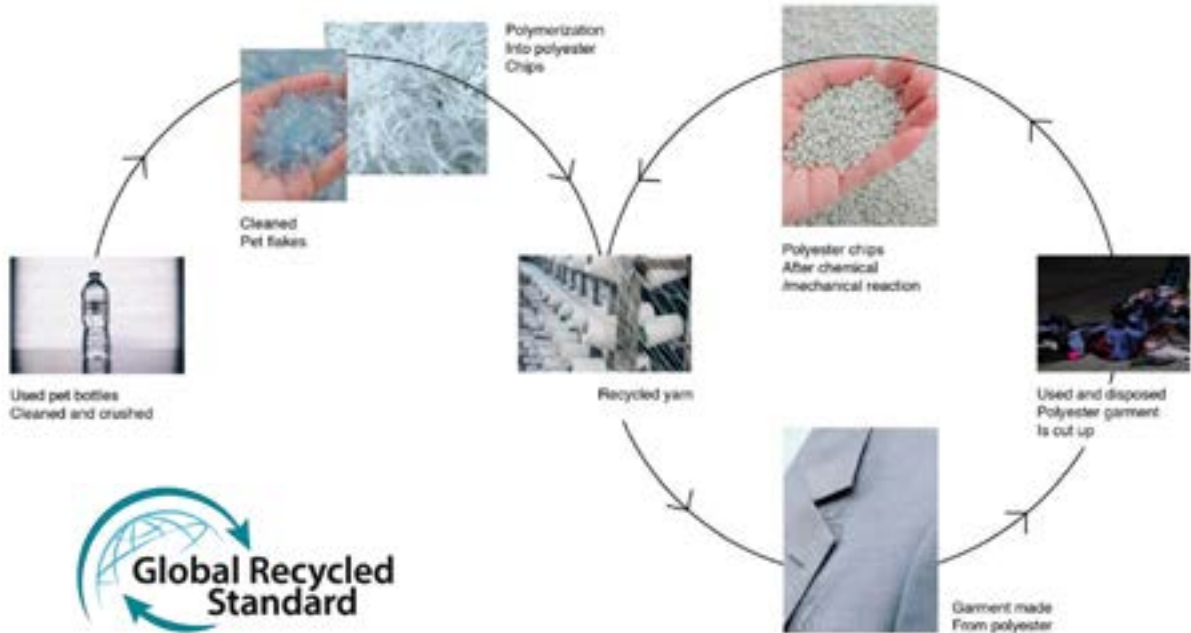 Polymerization
Into polyester
Chips
Cleaned
Pet flakes
Polyester chips
After chemical
/mechanical reaction
Used pet bottles
Cleaned and crushed
Recycled yarn
Used and disposed
Polyester garment
Is cut up
Global Recycled
Standard
Garment made
From polyester